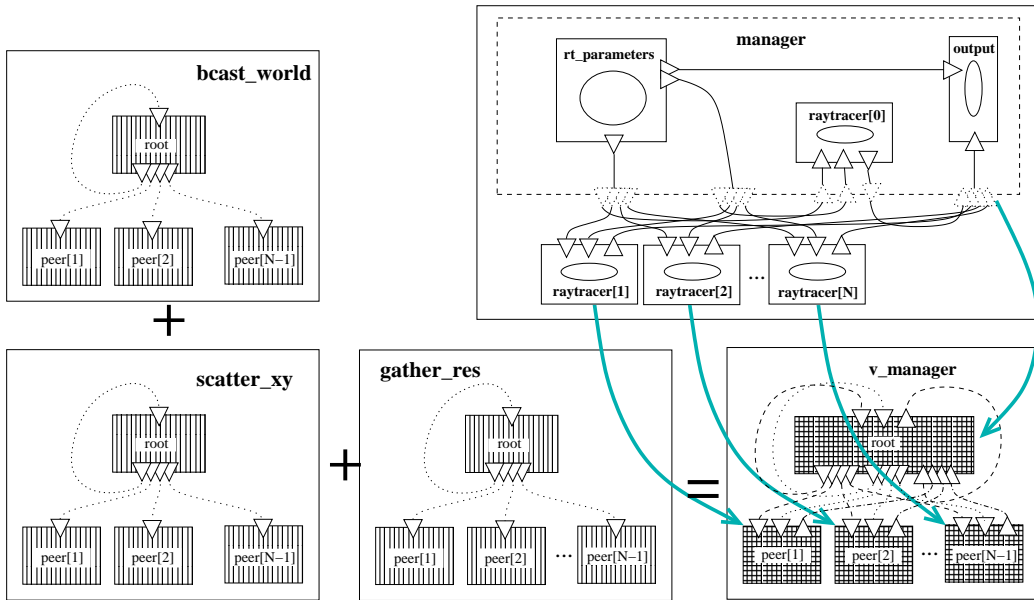 bcast_world
root
peer[1]
peer[2]
peer[N−1]
+
manager
rt_parameters
output
raytracer[0]
raytracer[1]
raytracer[2]
...
raytracer[N]
scatter_xy
root
peer[1]
peer[2]
peer[N−1]
+
gather_res
root
peer[1]
peer[2]
...
peer[N−1]
=
v_manager
root
peer[1]
peer[2]
...
peer[N−1]